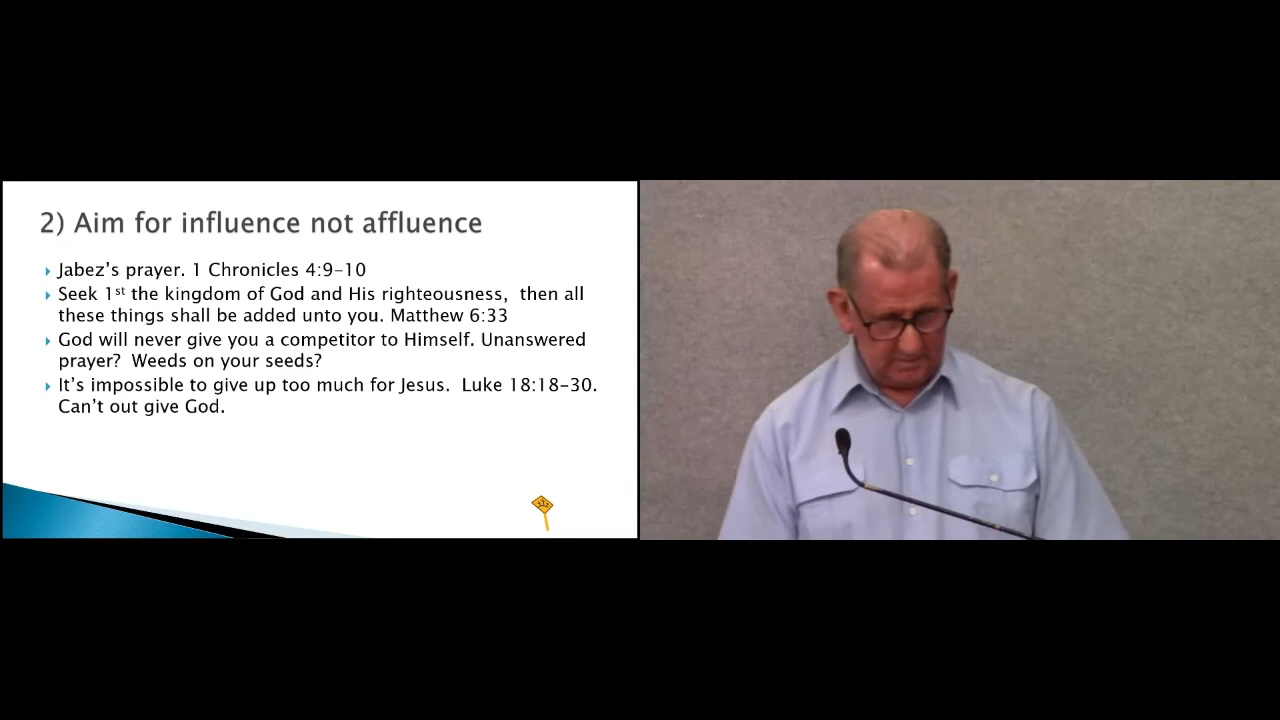 2) Aim for influence not affluence
Jabez's prayer. 1 Chronicles 4:9-10
Seek 1st the kingdom of God and His righteousness,  then all
these things shall be added unto you. Matthew 6:33
God will never give you a competitor to Himself. Unanswered
prayer?  Weeds on your seeds?
It's impossible to give up too much for Jesus.  Luke 18:18-30.
Can't out give God.